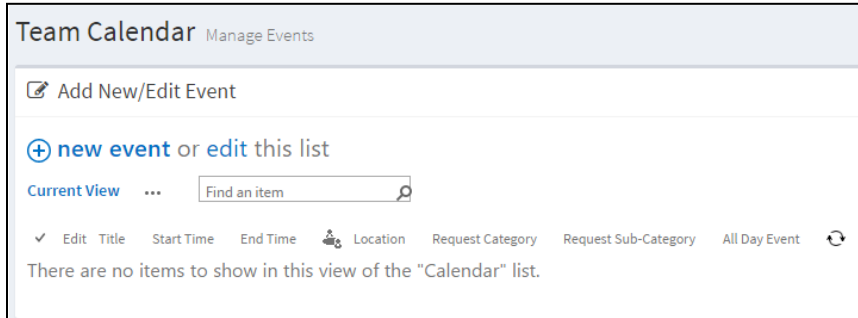 Team Calendar Manage Events
Add New/Edit Event
new event or edit this list
Current View ... Find an item
Edit Title Start Time End Time Location Request Category Request Sub-Category All Day Event
There are no items to show in this view of the "Calendar" list.